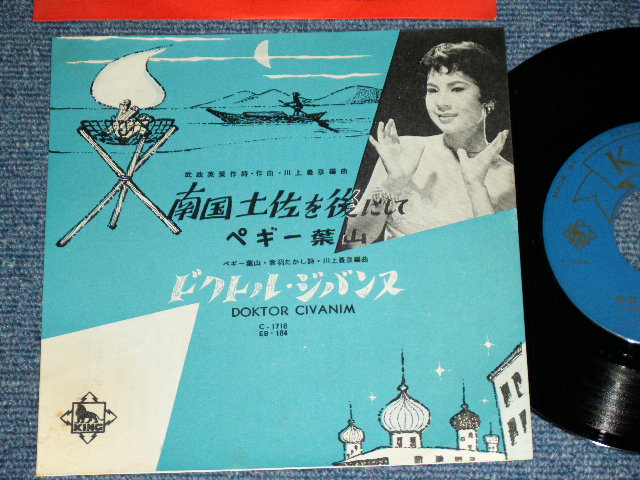 武政英策作詩・作曲・川上義彦編曲
南国土佐を後にして
ペギー葉山
ペギー葉山・音羽たかし詩・川上義彦編曲
ドクトル・ジバンヌ
DOKTOR CIVANIM
C-1718
EB-184
KING